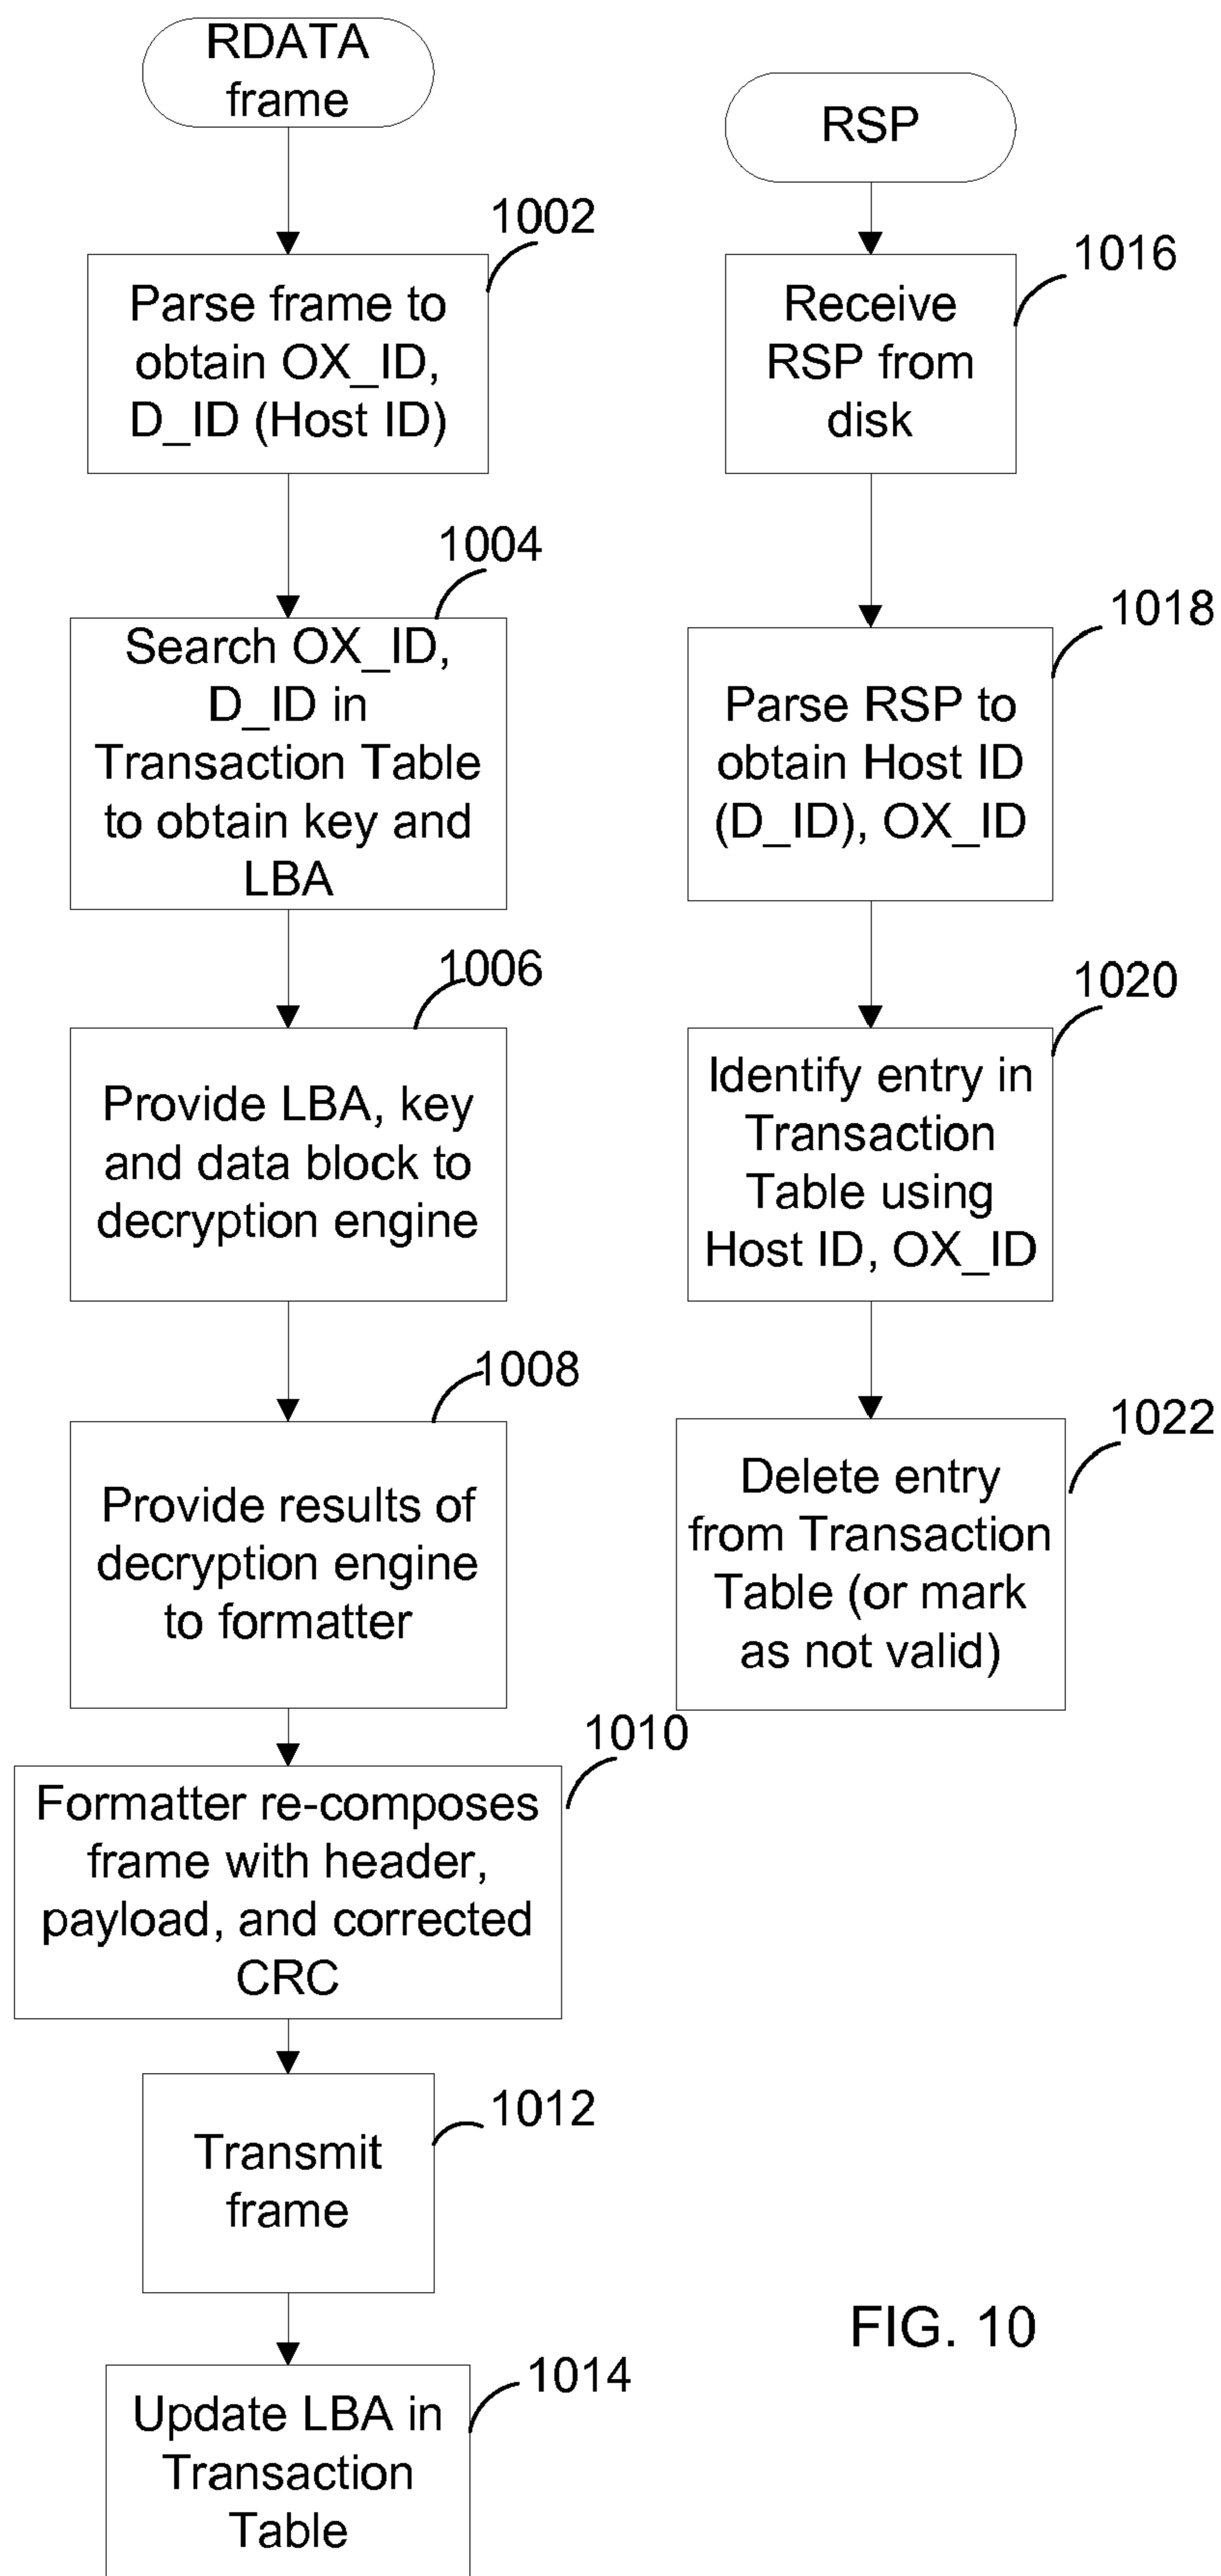 RDATA
frame
1002
Parse frame to
obtain OX_ID,
D_ID (Host ID)
1004
Search OX_ID,
D_ID in
Transaction Table
to obtain key and
LBA
1006
Provide LBA, key
and data block to
decryption engine
1008
Provide results of
decryption engine
to formatter
1010
Formatter re-composes
frame with header,
payload, and corrected
CRC
1012
Transmit
frame
1014
Update LBA in
Transaction
Table
RSP
1016
Receive
RSP from
disk
1018
Parse RSP to
obtain Host ID
(D_ID), OX_ID
1020
Identify entry in
Transaction
Table using
Host ID, OX_ID
1022
Delete entry
from Transaction
Table (or mark
as not valid)
FIG. 10